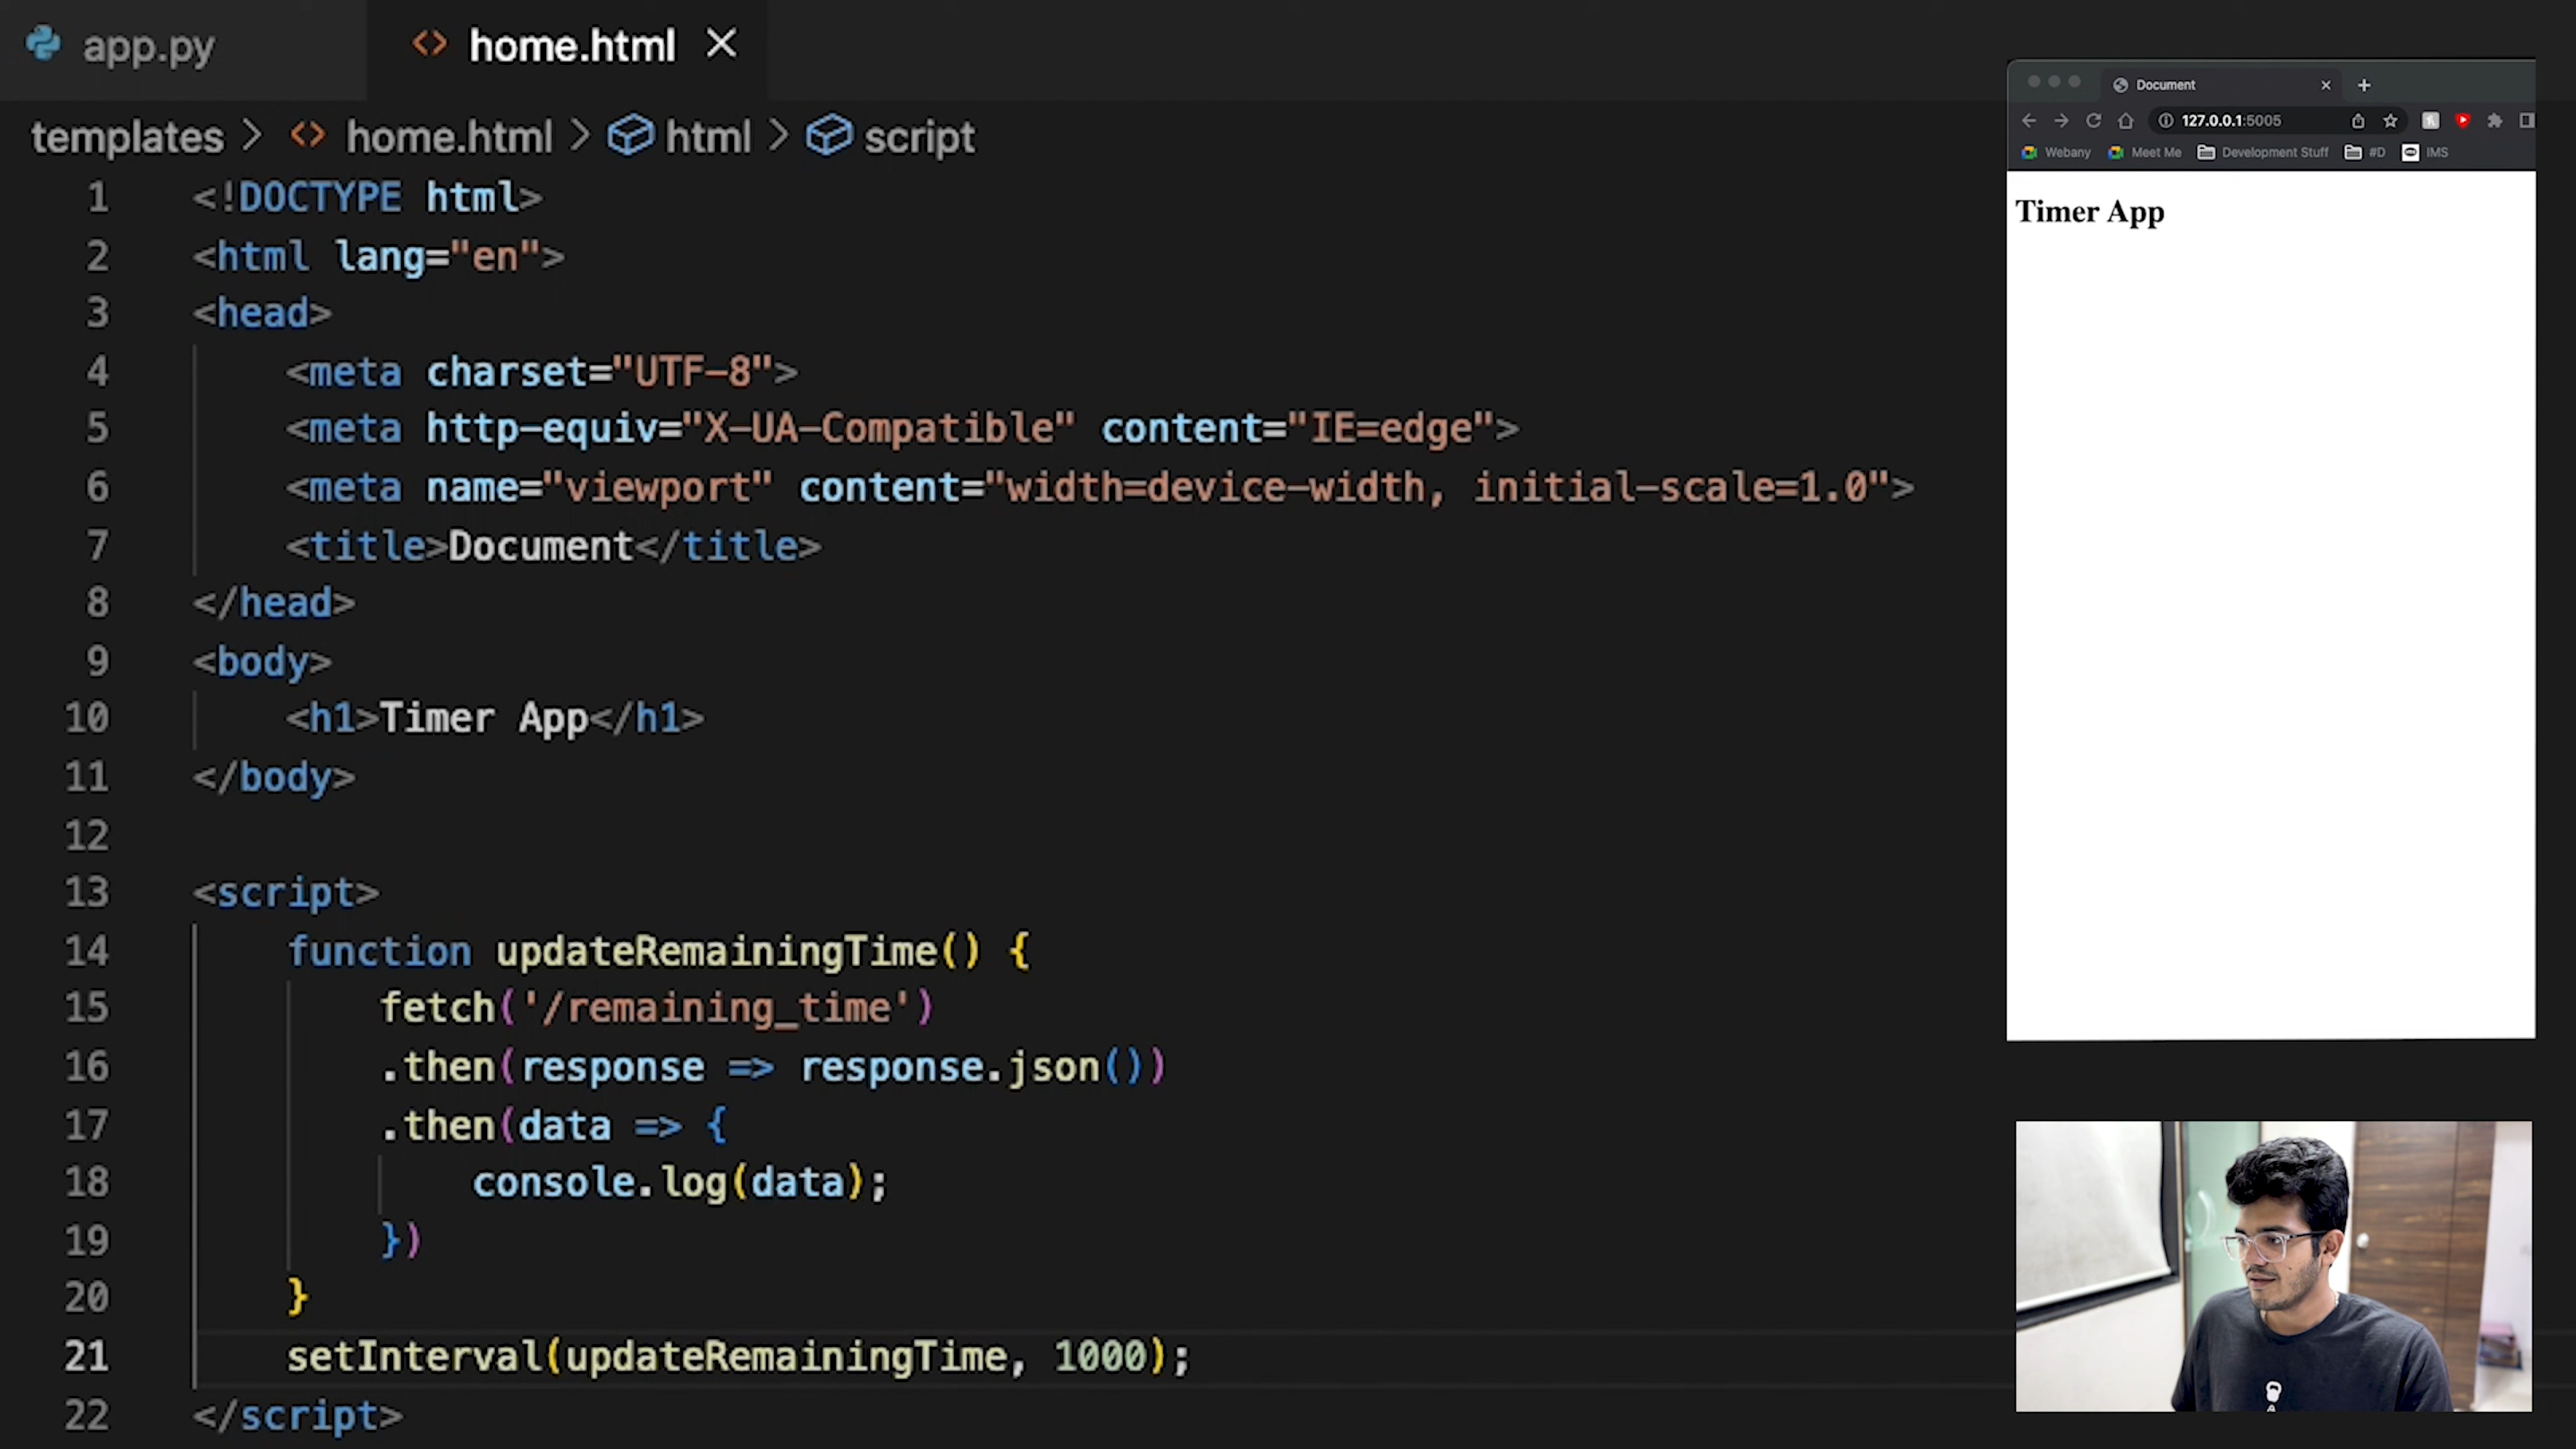 app.py
home.html
templates > home.html > html > script
1 <!DOCTYPE html>
2 <html lang="en">
3 <head>
4 <meta charset="UTF-8">
5 <meta http-equiv="X-UA-Compatible" content="IE=edge">
6 <meta name="viewport" content="width=device-width, initial-scale=1.0">
7 <title>Document</title>
8 </head>
9 <body>
10 <h1>Timer App</h1>
11 </body>
12
13 <script>
14 function updateRemainingTime() {
15 fetch('/remaining_time')
16 .then(response => response.json())
17 .then(data => {
18 console.log(data);
19 })
20 }
21 setInterval(updateRemainingTime, 1000);
22 </script>
Document
127.0.0.1:5005
Webany Meet Me Development Stuff #D IMS
Timer App